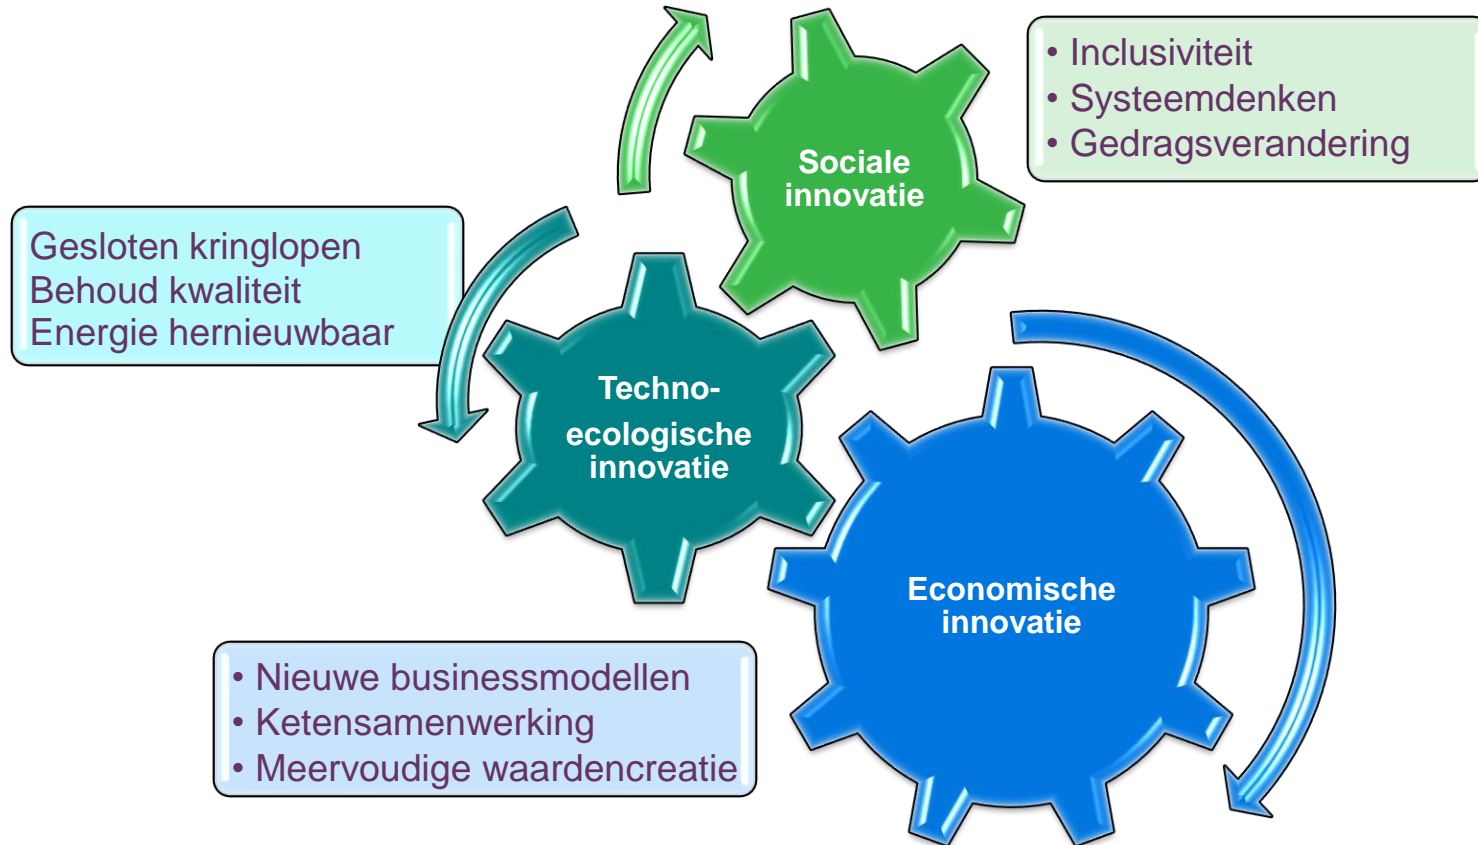 • Inclusiviteit
• Systeemdenken
• Gedragsverandering
Sociale
innovatie
Gesloten kringlopen
Behoud kwaliteit
Energie hernieuwbaar
Techno-
ecologische
innovatie
Economische
innovatie
• Nieuwe businessmodellen
• Ketensamenwerking
• Meervoudige waardencreatie